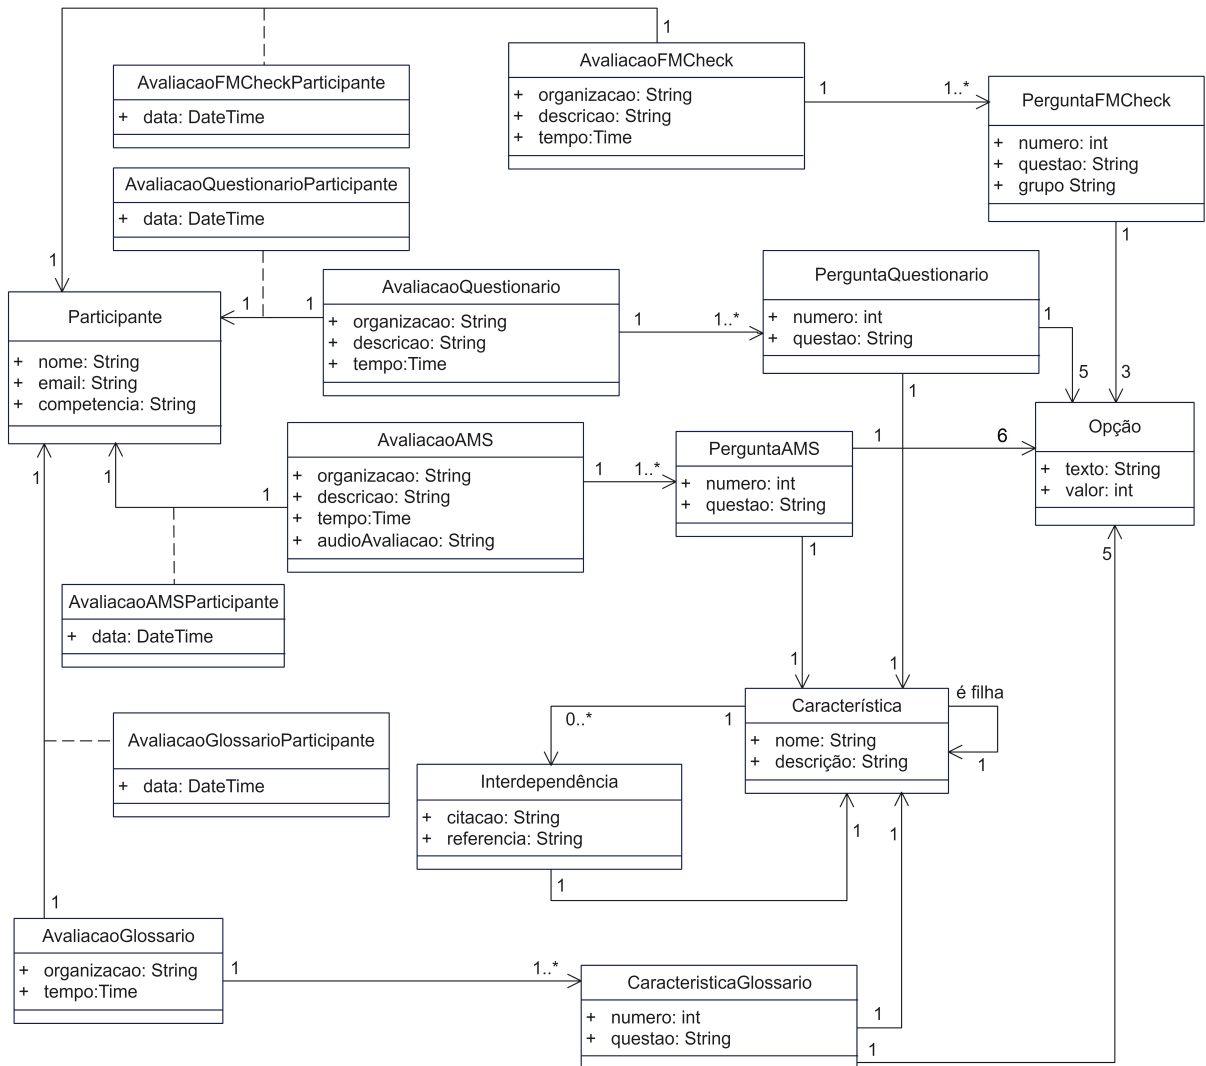 1
AvaliacaoFMCheck
+ organizacao: String
+ descricao: String
+ tempo:Time
1
1..*
PerguntaFMCheck
+ numero: int
+ questao: String
+ grupo String
AvaliacaoFMCheckParticipante
+ data: DateTime
AvaliacaoQuestionarioParticipante
+ data: DateTime
1
1
Participante
+ nome: String
+ email: String
+ competencia: String
1
1
AvaliacaoQuestionario
+ organizacao: String
+ descricao: String
+ tempo:Time
1
1..*
PerguntaQuestionario
+ numero: int
+ questao: String
1
5
3
1
Opção
+ texto: String
+ valor: int
1
1
1
AvaliacaoAMS
+ organizacao: String
+ descricao: String
+ tempo:Time
+ audioAvaliacao: String
1
1..*
PerguntaAMS
+ numero: int
+ questao: String
1
6
5
1
AvaliacaoAMSParticipante
+ data: DateTime
1
1
Característica
+ nome: String
+ descrição: String
é filha
1
0..*
1
AvaliacaoGlossarioParticipante
+ data: DateTime
Interdependência
+ citacao: String
+ referencia: String
1
1
1
1
AvaliacaoGlossario
+ organizacao: String
+ tempo:Time
1
1..*
CaracteristicaGlossario
+ numero: int
+ questao: String
1
1